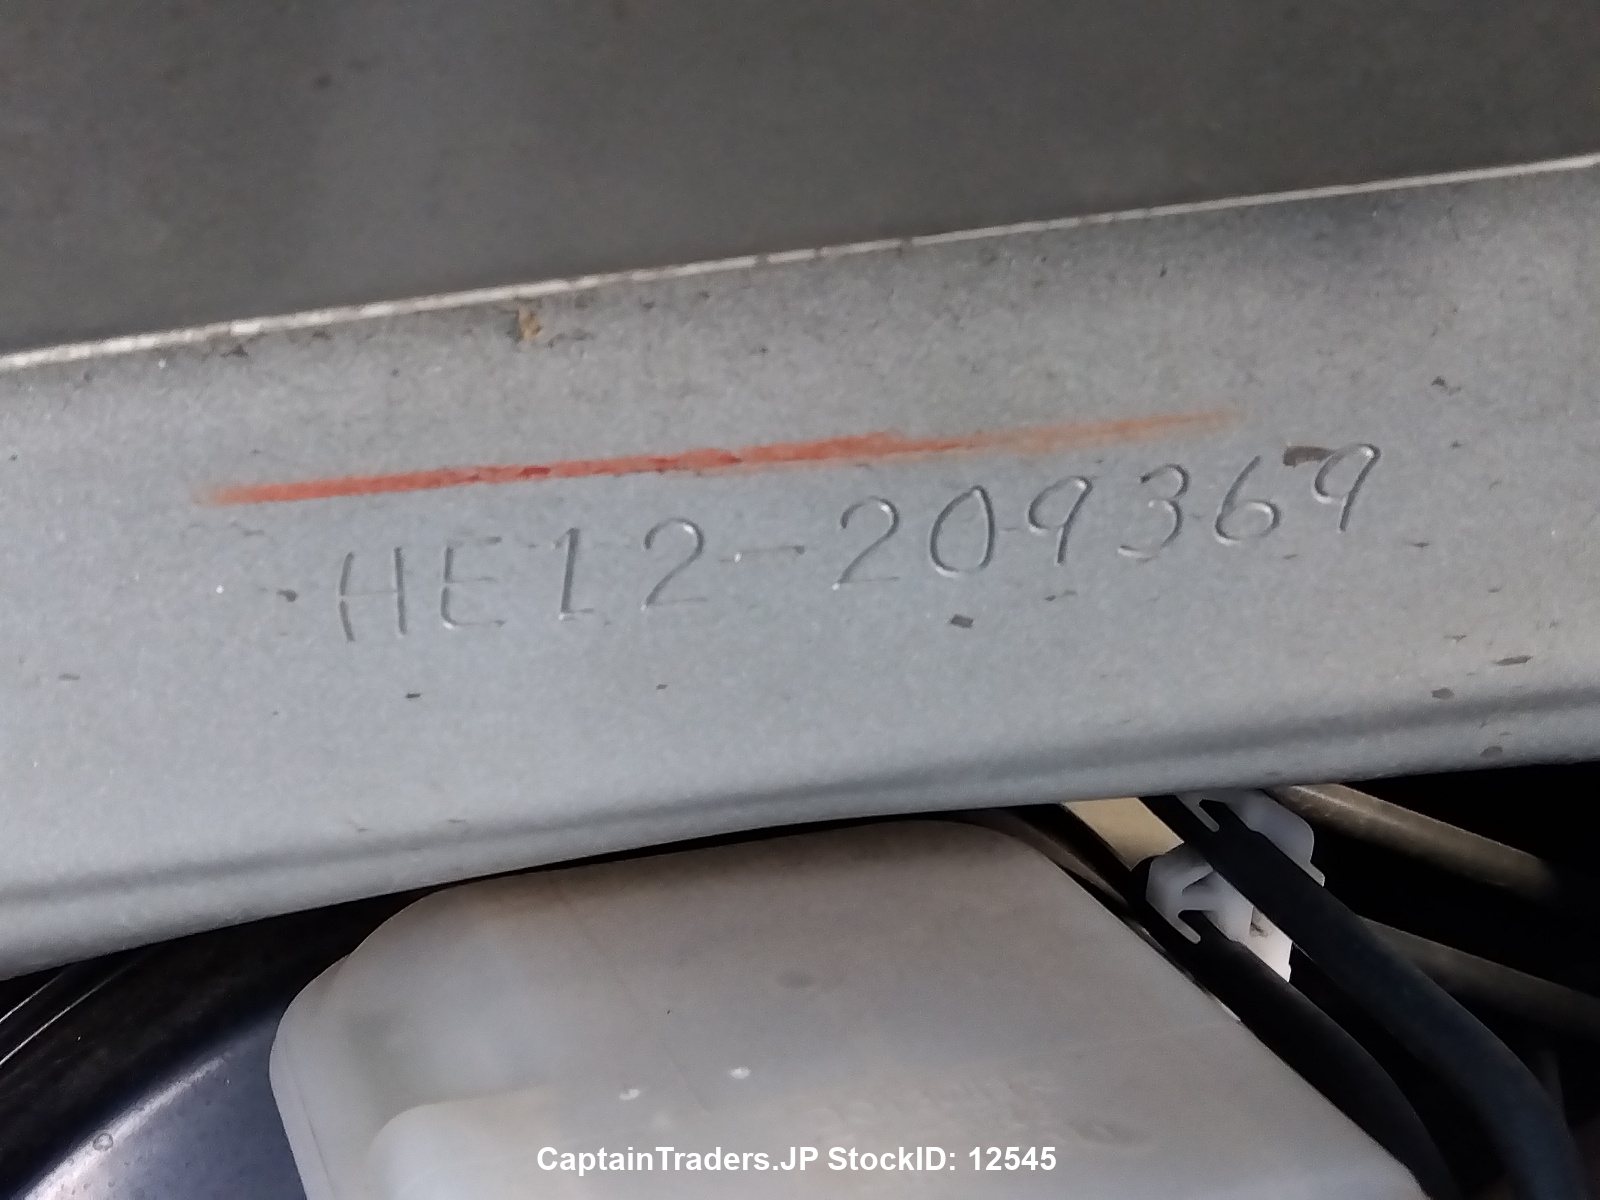 HE12-209369
CaptainTraders.JP StockID: 12545